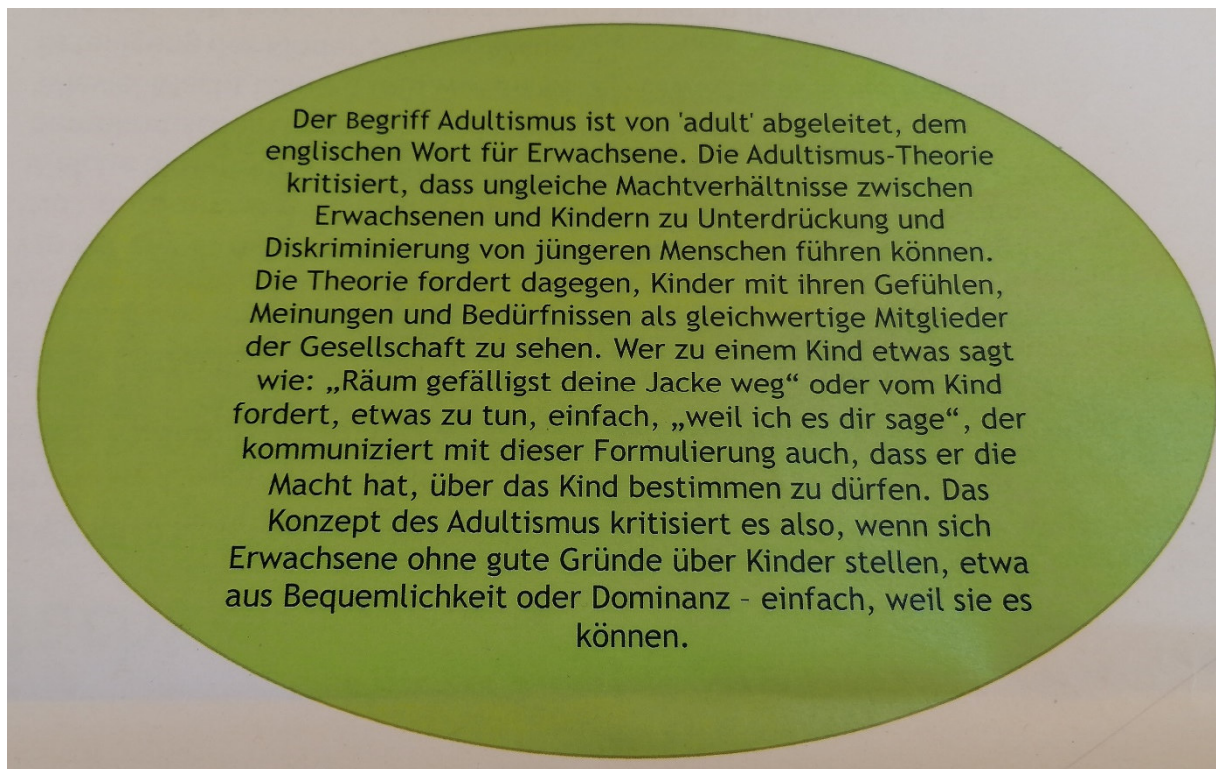 Der Begriff Adultismus ist von 'adult' abgeleitet, dem
englischen Wort für Erwachsene. Die Adultismus-Theorie
kritisiert, dass ungleiche Machtverhältnisse zwischen
Erwachsenen und Kindern zu Unterdrückung und
Diskriminierung von jüngeren Menschen führen können.
Die Theorie fordert dagegen, Kinder mit ihren Gefühlen,
Meinungen und Bedürfnissen als gleichwertige Mitglieder
der Gesellschaft zu sehen. Wer zu einem Kind etwas sagt
wie: „Räum gefälligst deine Jacke weg“ oder vom Kind
fordert, etwas zu tun, einfach, „weil ich es dir sage“, der
kommuniziert mit dieser Formulierung auch, dass er die
Macht hat, über das Kind bestimmen zu dürfen. Das
Konzept des Adultismus kritisiert es also, wenn sich
Erwachsene ohne gute Gründe über Kinder stellen, etwa
aus Bequemlichkeit oder Dominanz – einfach, weil sie es
können.